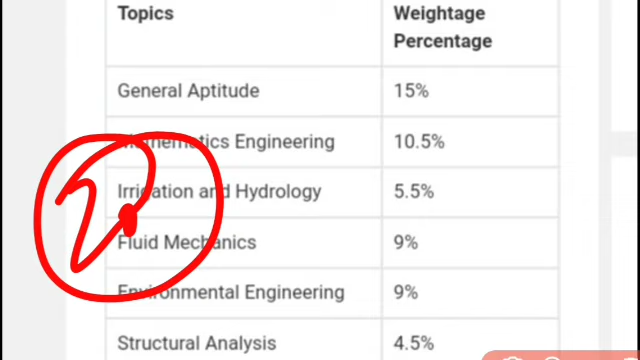 Topics Weightage Percentage
General Aptitude 15%
Mathematics Engineering 10.5%
Irrigation and Hydrology 5.5%
Fluid Mechanics 9%
Environmental Engineering 9%
Structural Analysis 4.5%